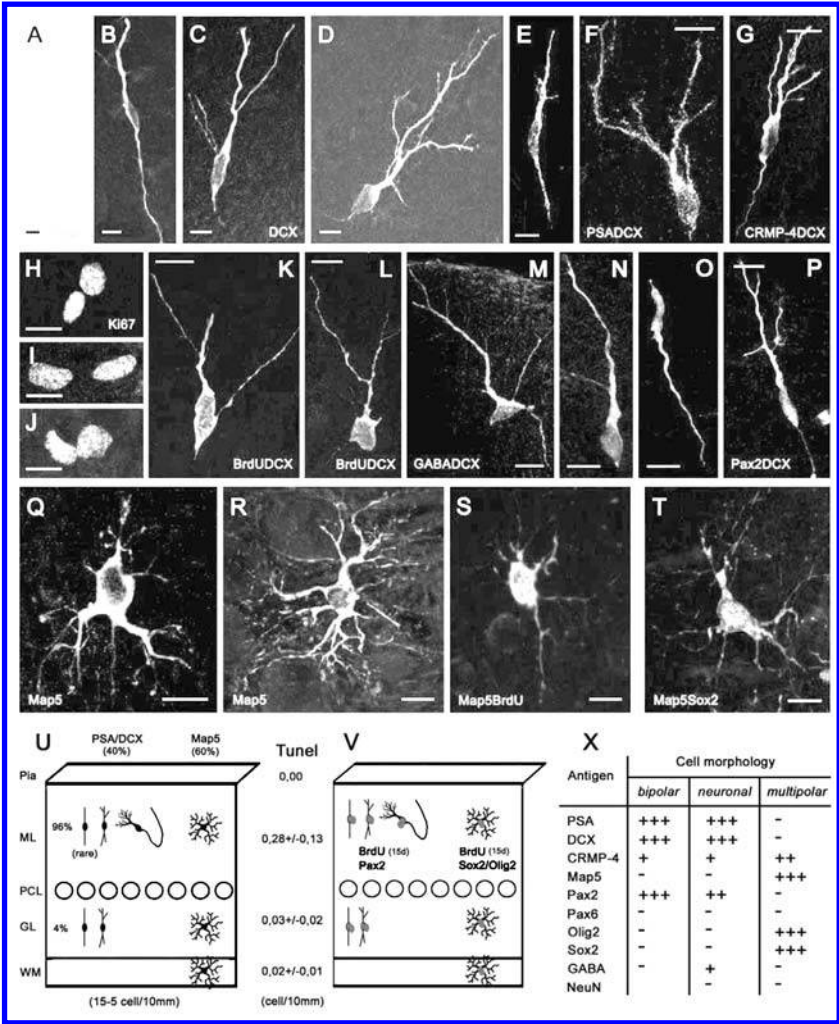 A
B
C
D
E
F
G
DCX
PSADCX
CRMP-4DCX
H
Ki67
I
J
K
BrdUDCX
L
BrdUDCX
M
GABADCX
N
O
P
Pax2DCX
Q
Map5
R
Map5
S
Map5BrdU
T
Map5Sox2
U
PSA/DCX
(40%)
Map5
(60%)
Tunel
V
Pia
0,00
96%
ML
(rare)
0,28+/-0,13
BrdU (15d)
Pax2
BrdU (15d)
Sox2/Olig2
PCL
GL
4%
0,03+/-0,02
WM
0,02+/-0,01
(15-5 cell/10mm)
(cell/10mm)
X
Antigen Cell morphology
bipolar neuronal multipolar
PSA +++ +++ -
DCX +++ +++ -
CRMP-4 + + ++
Map5 - - +++
Pax2 +++ ++ -
Pax6 - - -
Olig2 - - +++
Sox2 - - +++
GABA - + -
NeuN - - -